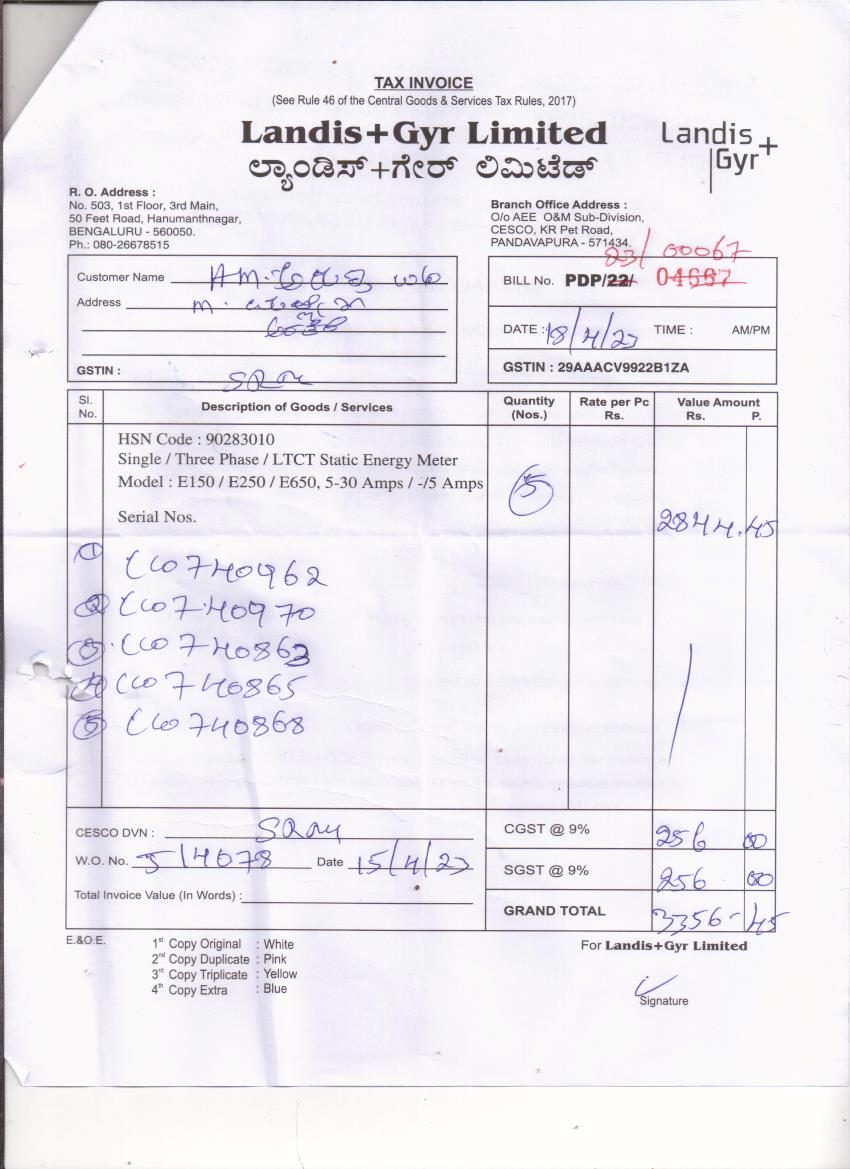 TAX INVOICE
(See Rule 46 of the Central Goods & Services Tax Rules, 2017)
Landis+Gyr Limited
Landis
Gyr+
ಲ್ಯಾಂಡಿಸ್+ಗೇರ್ ಲಿಮಿಟೆಡ್
R. O. Address :
No. 503, 1st Floor, 3rd Main,
50 Feet Road, Hanumanthnagar,
BENGALURU - 560050.
Ph.: 080-26678515
Branch Office Address :
O/o AEE O&M Sub-Division,
CESCO, KR Pet Road,
PANDAVAPURA - 571434.
23/ 00067
Customer Name
Address
GSTIN :
BILL No. PDP/22/ 04667
DATE : 18/4/23 TIME : AM/PM
GSTIN : 29AAACV9922B1ZA
Sl. No. Description of Goods / Services Quantity (Nos.) Rate per Pc Rs. Value Amount Rs. P.
HSN Code : 90283010
Single / Three Phase / LTCT Static Energy Meter
Model : E150 / E250 / E650, 5-30 Amps / -/5 Amps
5
Serial Nos.
2844.45
1 0740962
2 0740970
3 0740863
4 0740865
5 0740868
CESCO DVN :
W.O. No. 514078 Date 15/4/23
Total Invoice Value (In Words) :
CGST @ 9% 256 00
SGST @ 9% 256 00
GRAND TOTAL 3356-45
E.&O.E.
1st Copy Original : White
2nd Copy Duplicate : Pink
3rd Copy Triplicate : Yellow
4th Copy Extra : Blue
For Landis+Gyr Limited
Signature